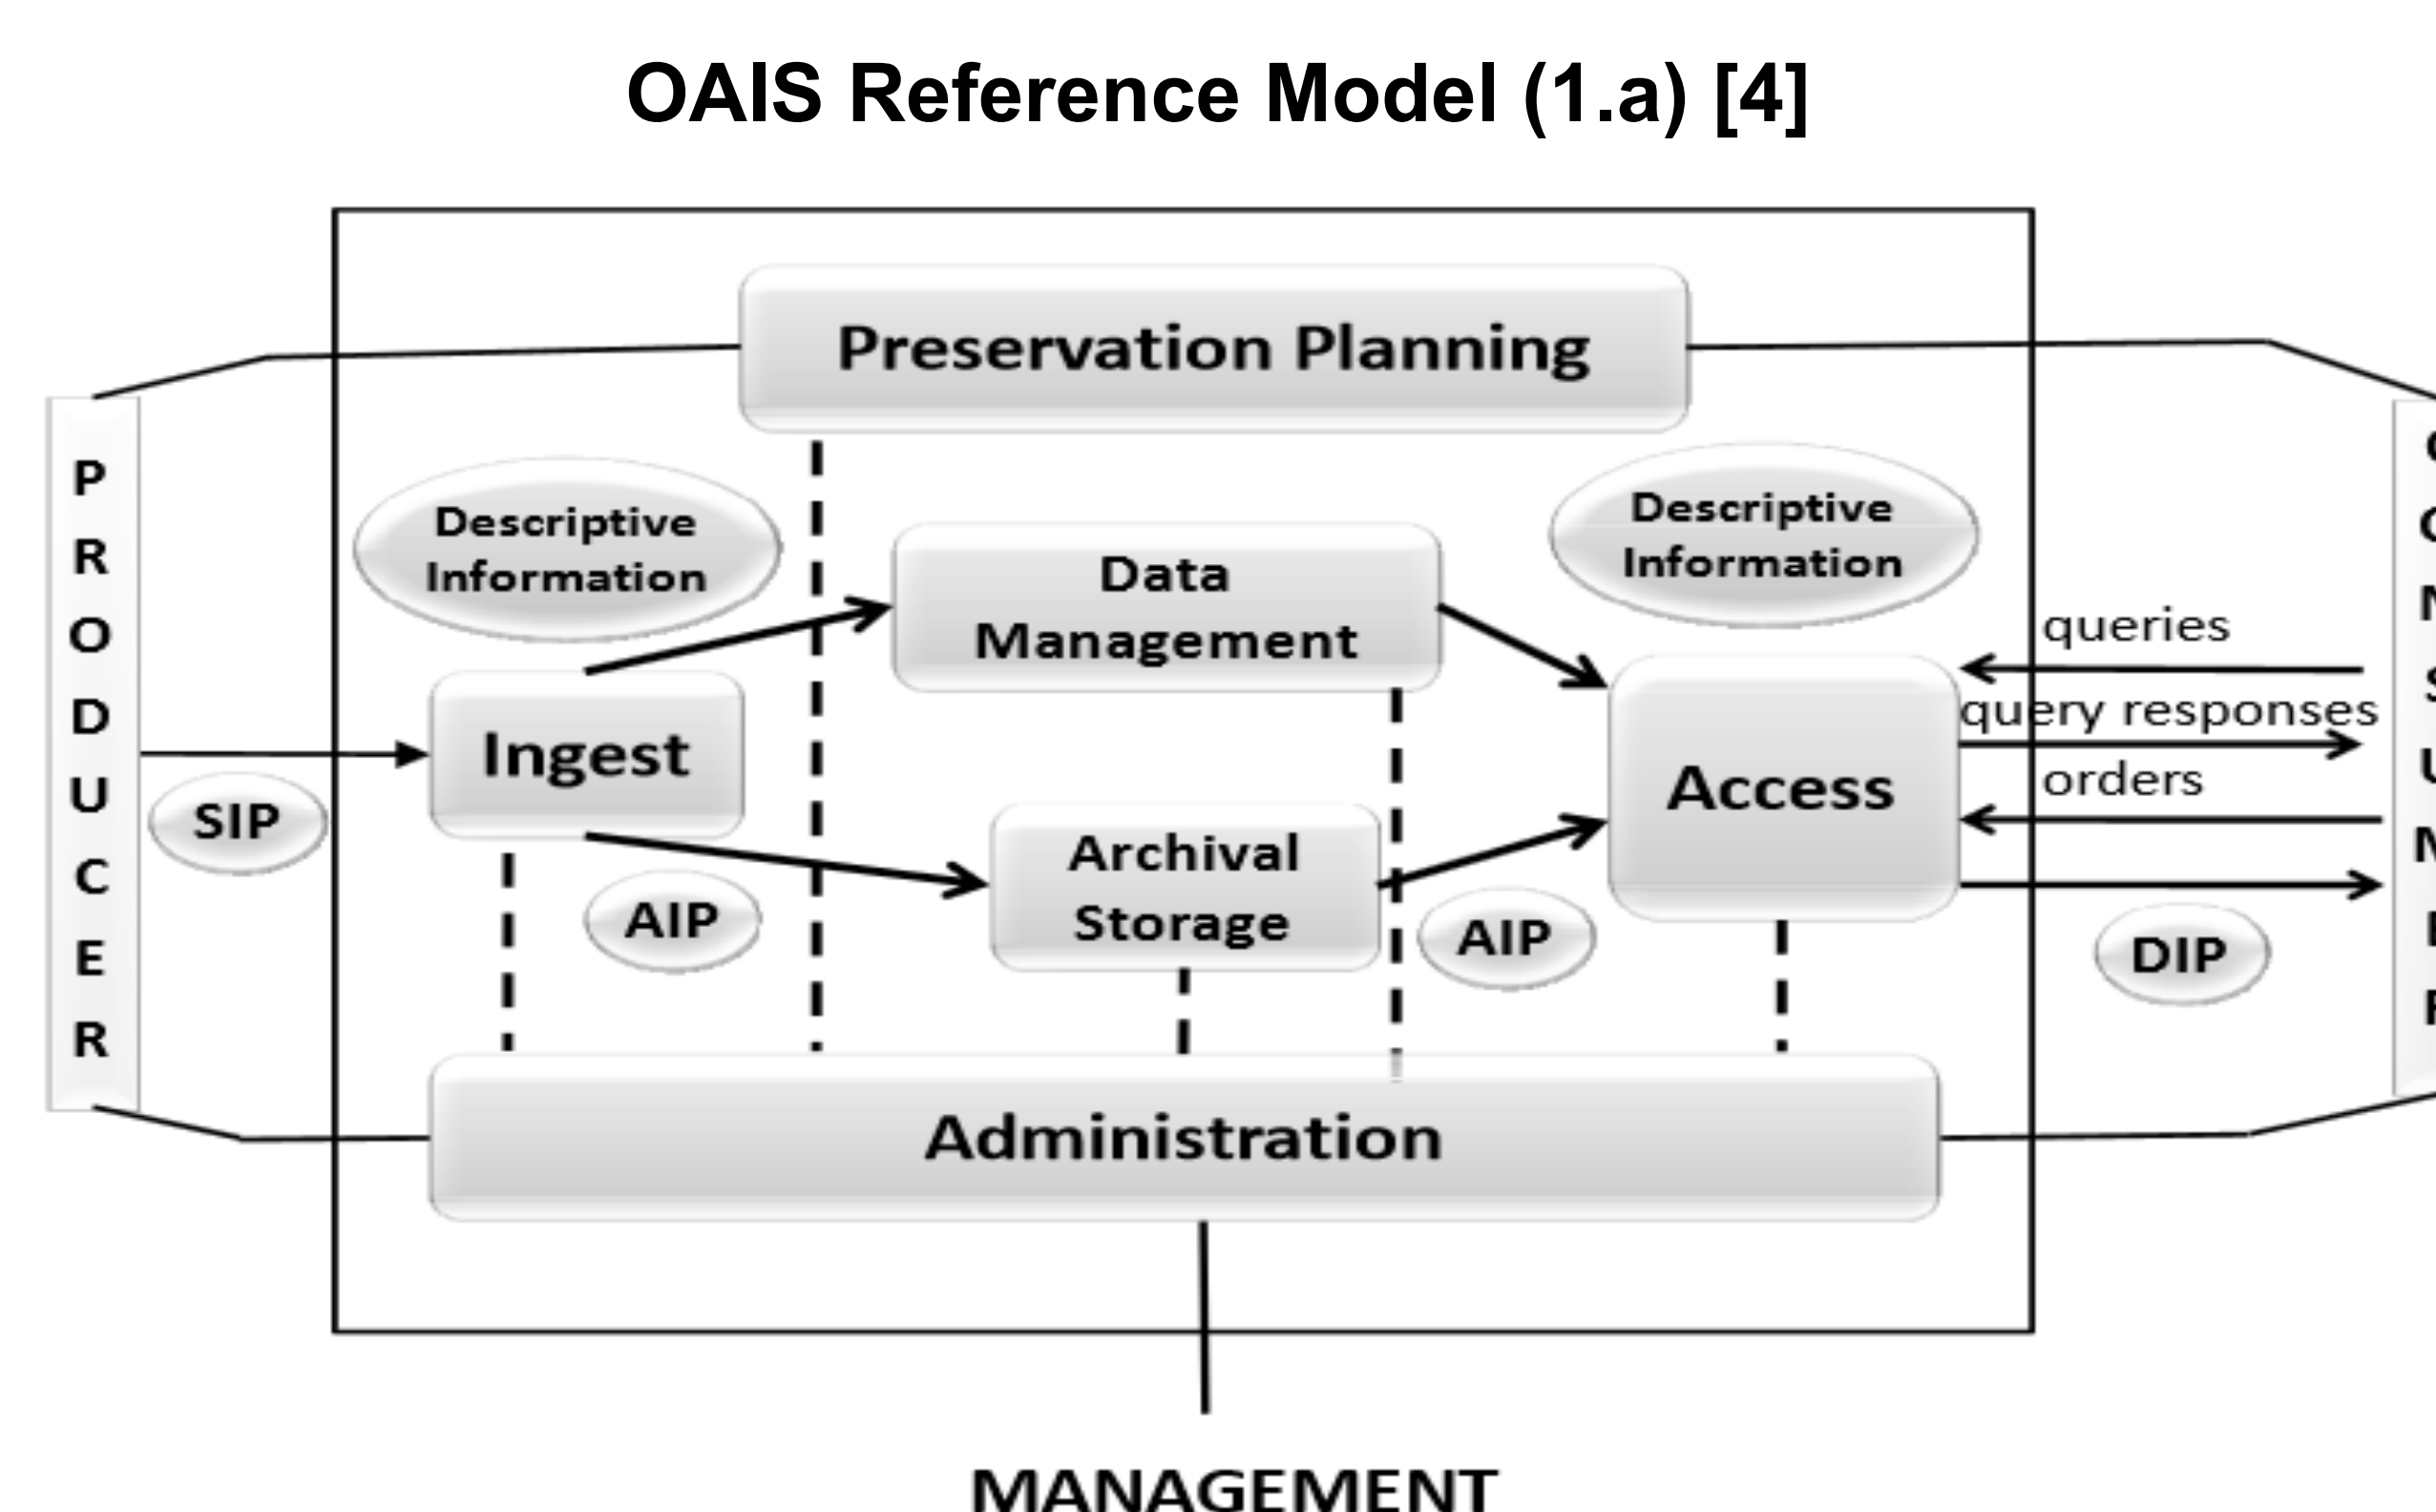 OAIS Reference Model (1.a) [4]
Preservation Planning
PRODUCER
Descriptive
Information
Data
Management
Descriptive
Information
queries
query responses
orders
Ingest
Access
SIP
Archival
Storage
AIP
AIP
DIP
Administration
MANAGEMENT